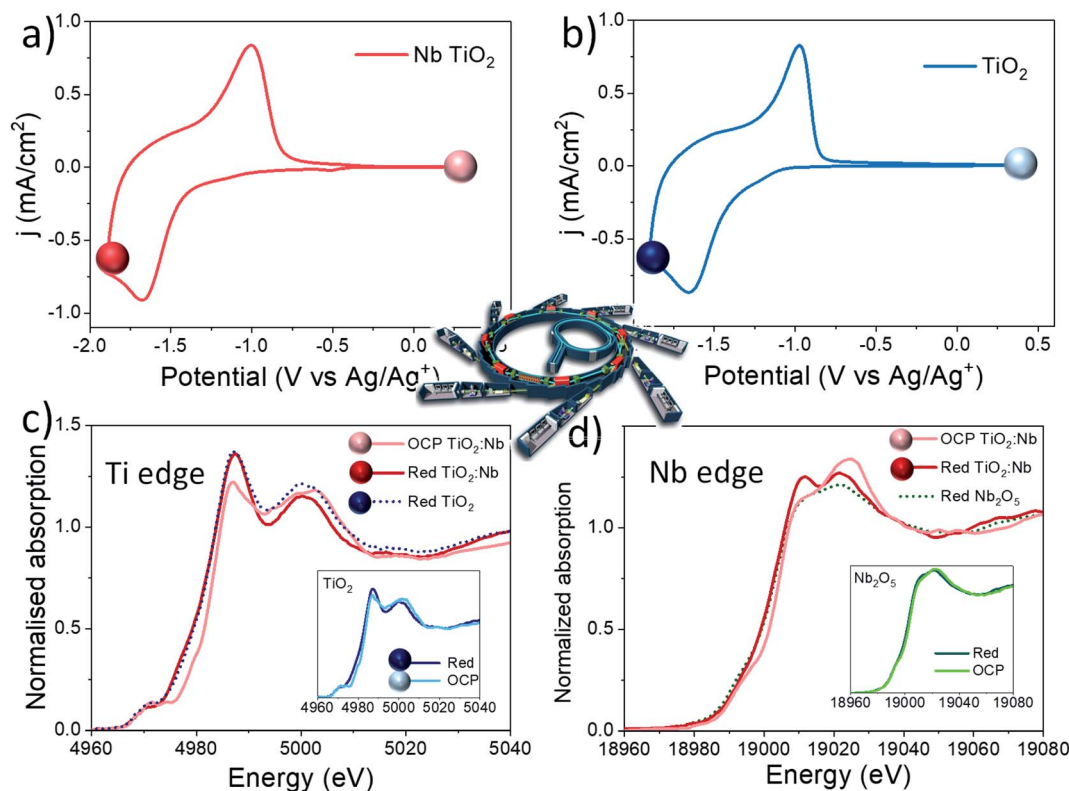 a)
Nb TiO₂
j (mA/cm²)
1.0
0.5
0.0
-0.5
-1.0
-2.0 -1.5 -1.0 -0.5 0.0
Potential (V vs Ag/Ag⁺)
b)
TiO₂
j (mA/cm²)
1.0
0.5
0.0
-0.5
-1.5 -1.0 -0.5 0.0 0.5
Potential (V vs Ag/Ag⁺)
c)
Ti edge
OCP TiO₂:Nb
Red TiO₂:Nb
Red TiO₂
Normalised absorption
1.5
1.0
0.5
0.0
4960 4980 5000 5020 5040
Energy (eV)
TiO₂
Red
OCP
4960 4980 5000 5020 5040
d)
Nb edge
OCP TiO₂:Nb
Red TiO₂:Nb
Red Nb₂O₅
Normalized absorption
1.5
1.0
0.5
0.0
18960 18980 19000 19020 19040 19060 19080
Energy (eV)
Nb₂O₅
Red
OCP
18960 19000 19040 19080